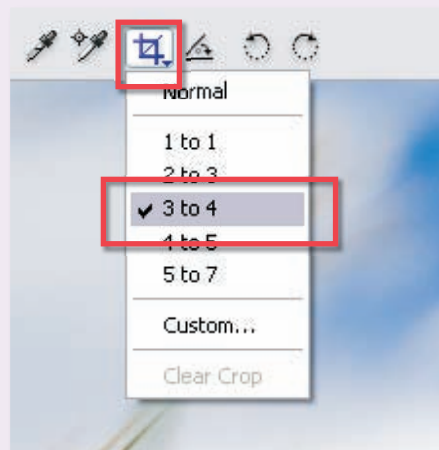 Normal
1 to 1
2 to 3
3 to 4
4 to 5
5 to 7
Custom...
Clear Crop